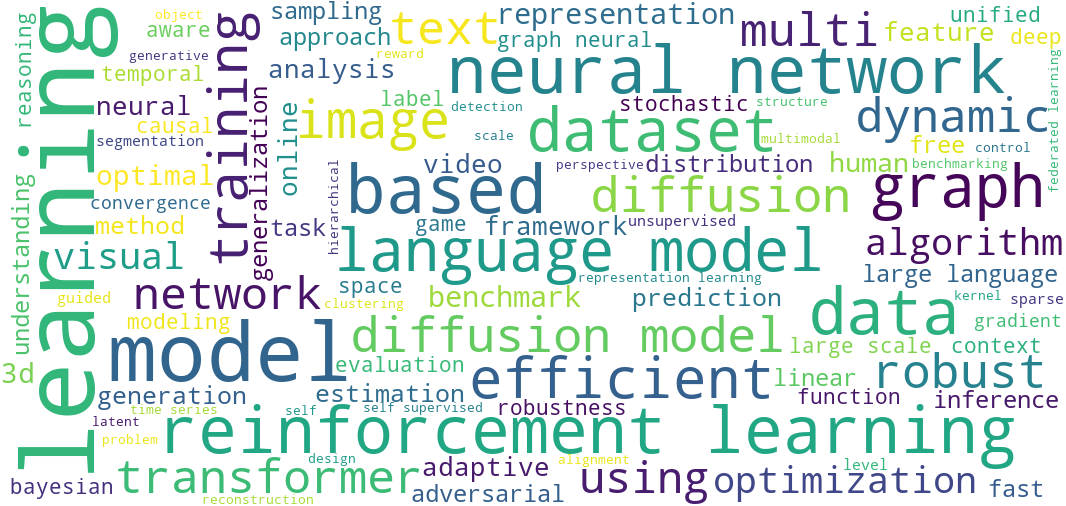 learning
understanding
reasoning
object
aware
generative
temporal
neural
causal
segmentation
optimal
convergence
method
visual
guided
network
modeling
3d
training
generalization
sampling
approach
analysis
online
text
reward
representation
graph neural
label
detection
image
scale
neural network
multi
feature
unified
deep
stochastic
structure
dataset
multimodal
dynamic
free
control
federated learning
video
perspective
distribution
human
benchmarking
hierarchical
based
diffusion
graph
task
game
framework
unsupervised
language model
algorithm
representation learning
large language
space
clustering
benchmark
prediction
data
kernel
sparse
gradient
model
diffusion model
large scale
context
evaluation
efficient
linear
robust
generation
estimation
time series
self
self supervised
robustness
function
inference
latent
problem
reinforcement learning
design
bayesian
transformer
adaptive
alignment
level
reconstruction
adversarial
using
optimization
fast